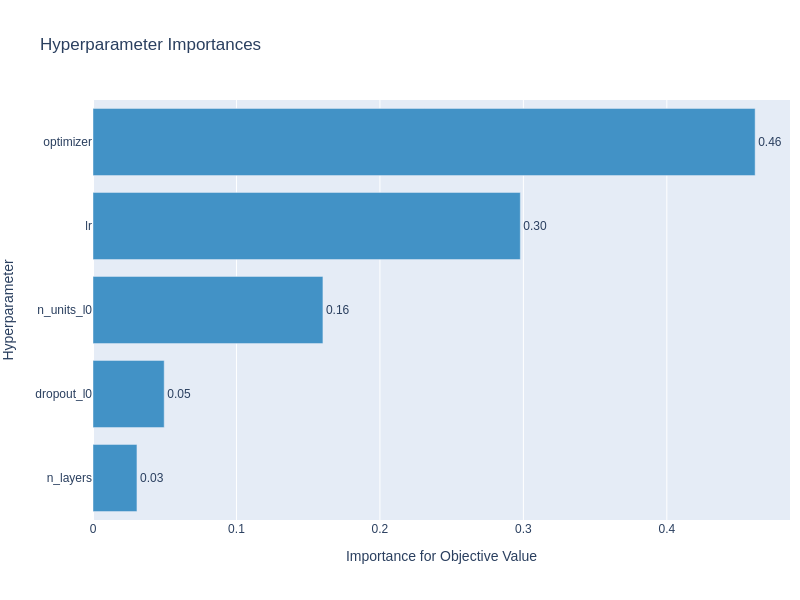 Hyperparameter Importances
Hyperparameter
optimizer 0.46
lr 0.30
n_units_l0 0.16
dropout_l0 0.05
n_layers 0.03
0 0.1 0.2 0.3 0.4
Importance for Objective Value